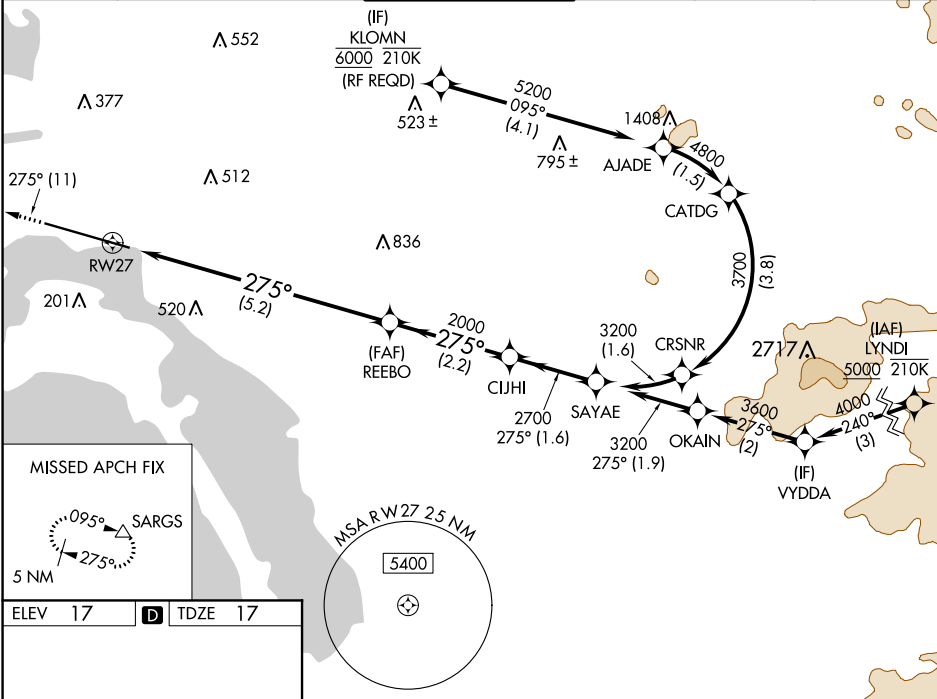 (IF)
KLOMN
6000 210K
(RF REQD)
552
377
523 ±
5200
095°
(4.1)
1408
795 ±
AJADE
4800
(1.5)
CATDG
512
275° (11)
RW27
836
3700
(3.8)
201
520
275°
(5.2)
(FAF)
REEBO
2000
275°
(2.2)
CIJHI
3200
(1.6)
CRSNR
2717
(IAF)
LYNDI
5000 210K
SAYAE
2700
275° (1.6)
3200
275° (1.9)
OKAIN
3600
275°
(2)
4000
240°
(3)
(IF)
VYDDA
MISSED APCH FIX
095°
SARGS
275°
5 NM
MSA RW27 25 NM
5400
ELEV 17
D
TDZE 17